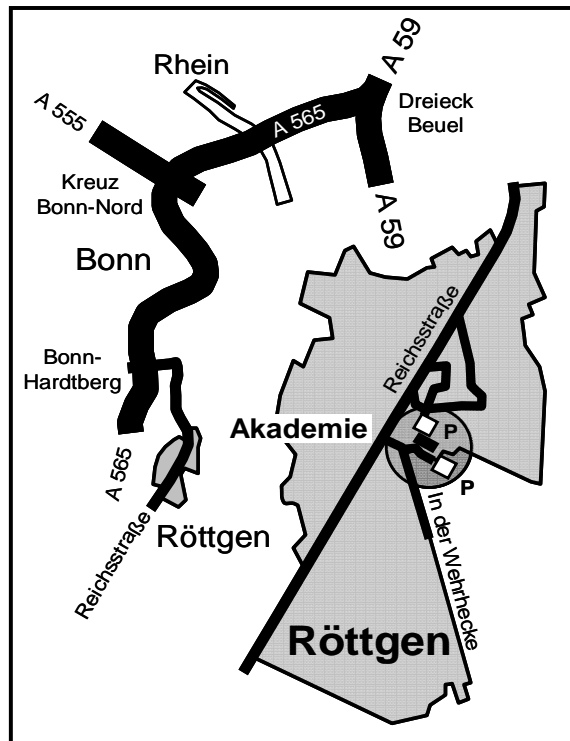 A 59
Rhein
A 555
A 565
Dreieck
Beuel
Kreuz
Bonn-Nord
A 59
Bonn
Reichsstraße
Bonn-
Hardtberg
Akademie
P
A 565
P
Reichsstraße
Röttgen
In der Wehrhecke
Röttgen